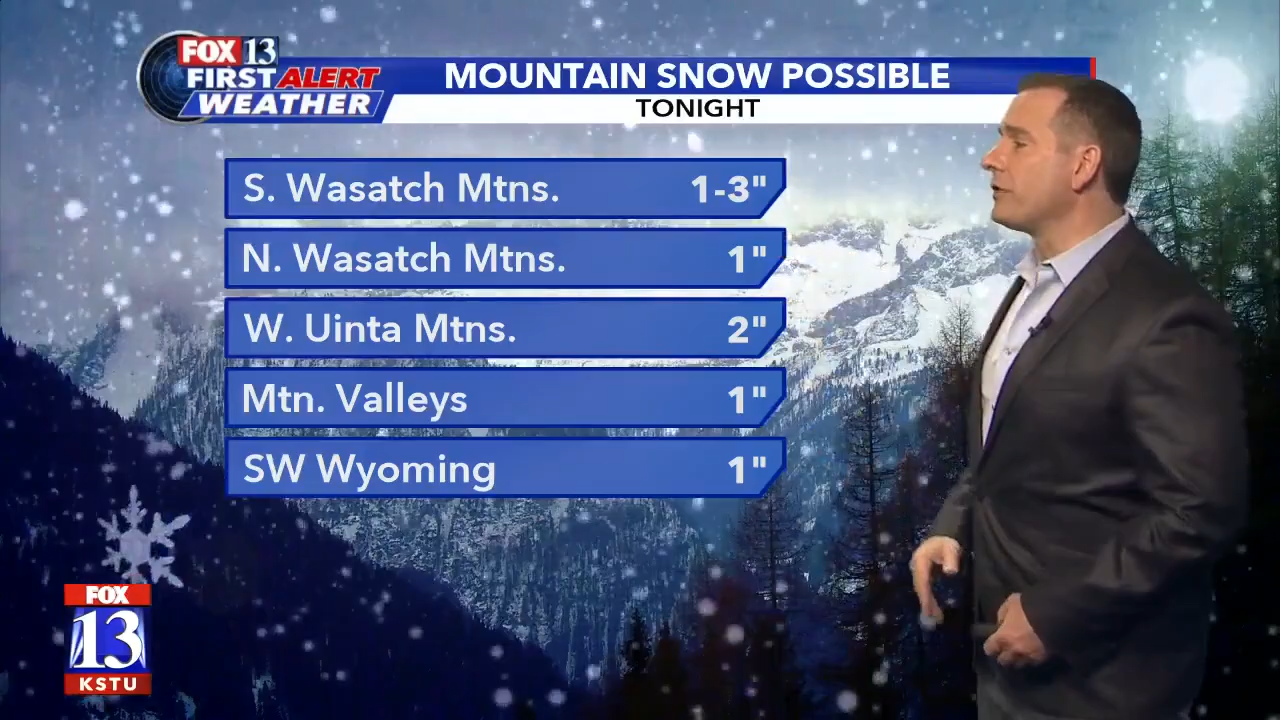 FOX 13
FIRST ALERT
WEATHER
MOUNTAIN SNOW POSSIBLE
TONIGHT
S. Wasatch Mtns. 1-3"
N. Wasatch Mtns. 1"
W. Uinta Mtns. 2"
Mtn. Valleys 1"
SW Wyoming 1"
FOX
13
KSTU